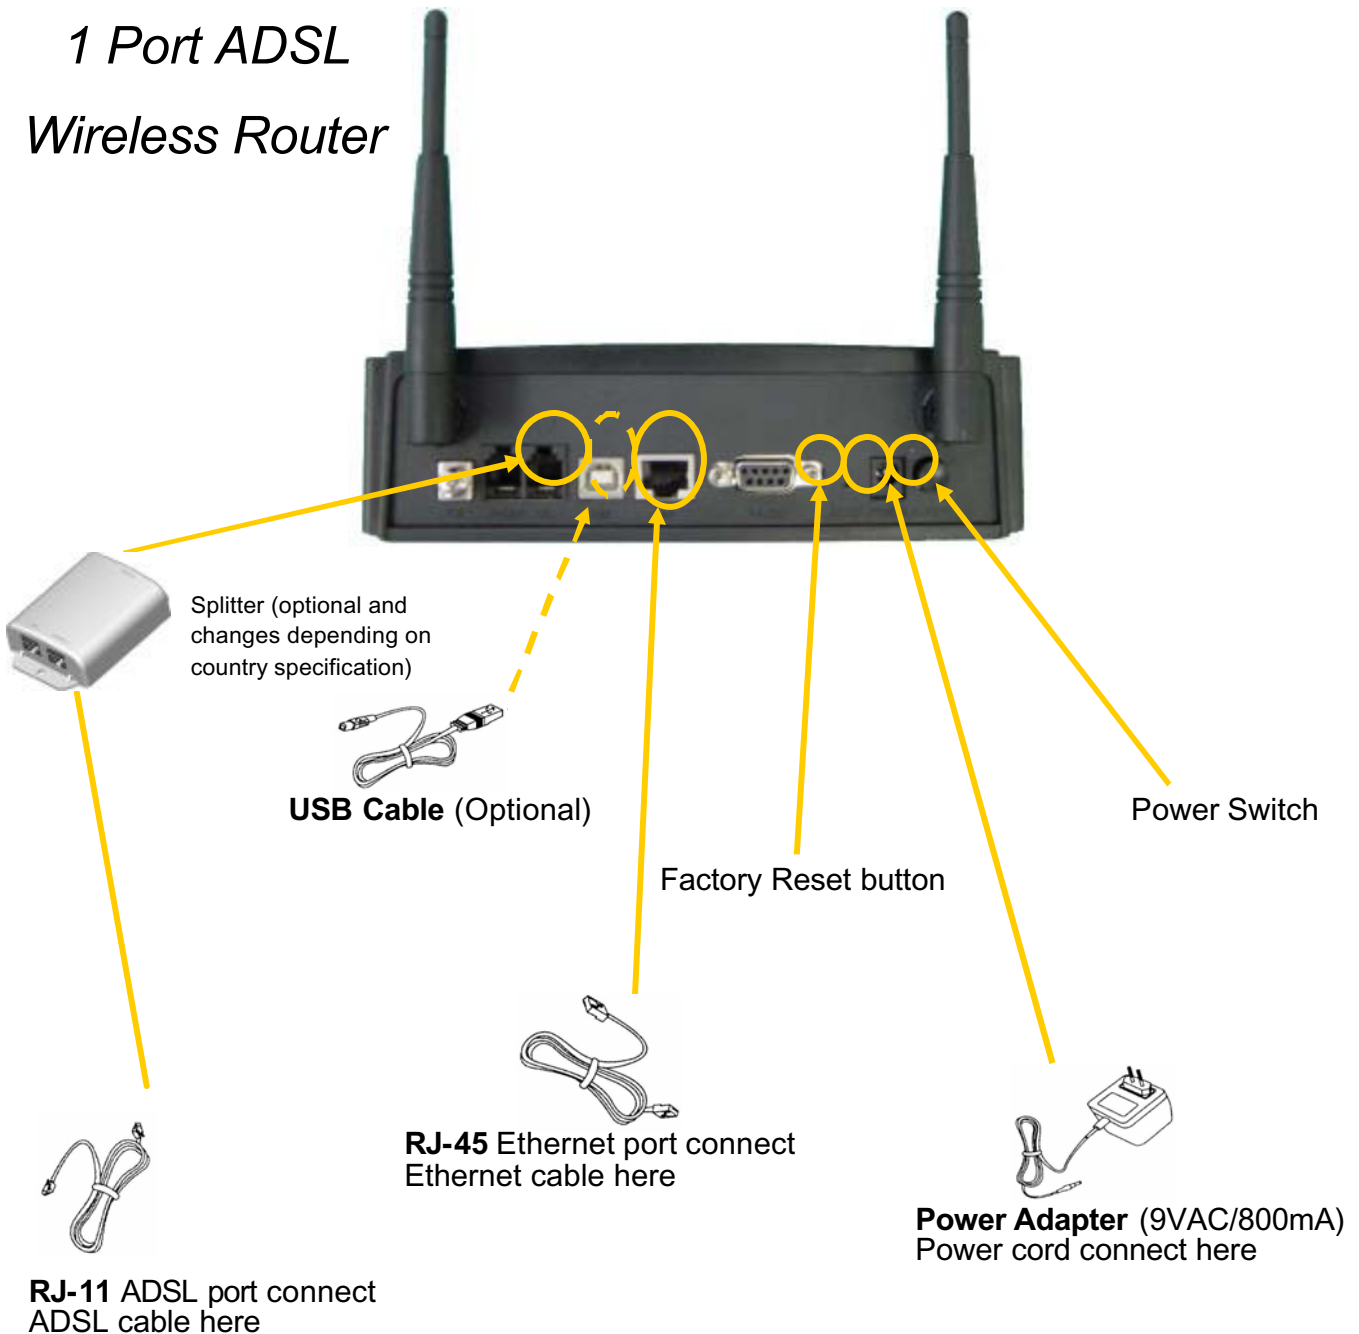 1 Port ADSL
Wireless Router
Splitter (optional and
changes depending on
country specification)
USB Cable (Optional)
Power Switch
Factory Reset button
RJ-45 Ethernet port connect
Ethernet cable here
Power Adapter (9VAC/800mA)
Power cord connect here
RJ-11 ADSL port connect
ADSL cable here